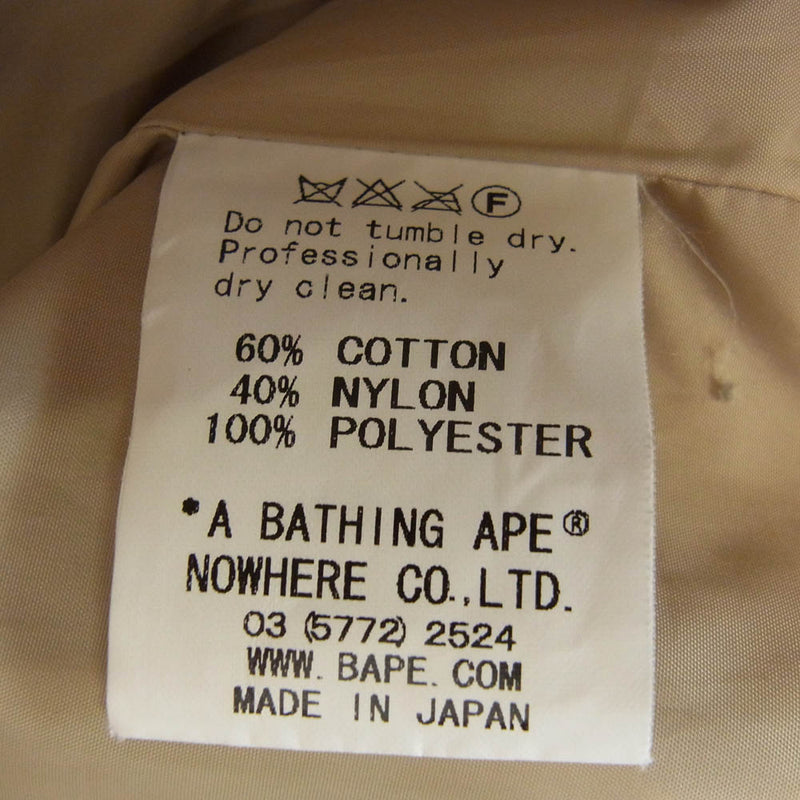 F
Do not tumble dry.
Professionally
dry clean.
60% COTTON
40% NYLON
100% POLYESTER
*A BATHING APE®
NOWHERE CO.,LTD.
03 (5772) 2524
WWW. BAPE. COM
MADE IN JAPAN